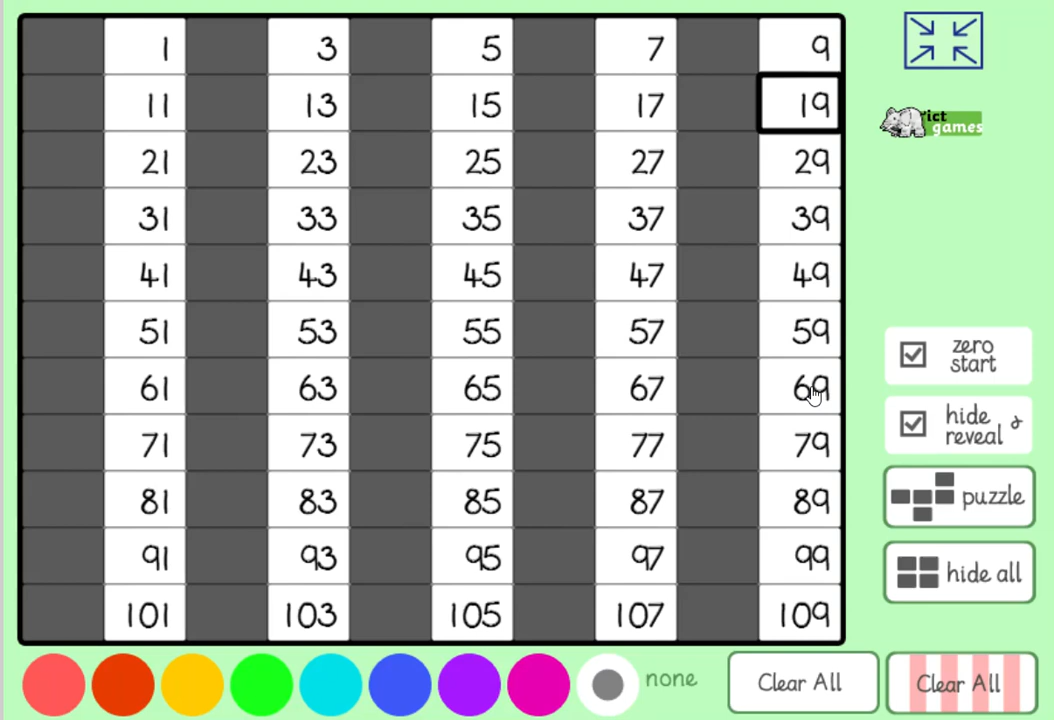 1 3 5 7 9
11 13 15 17 19
21 23 25 27 29
31 33 35 37 39
41 43 45 47 49
51 53 55 57 59
61 63 65 67 69
71 73 75 77 79
81 83 85 87 89
91 93 95 97 99
101 103 105 107 109
ict
games
zero
start
hide &
reveal
puzzle
hide all
none
Clear All
Clear All